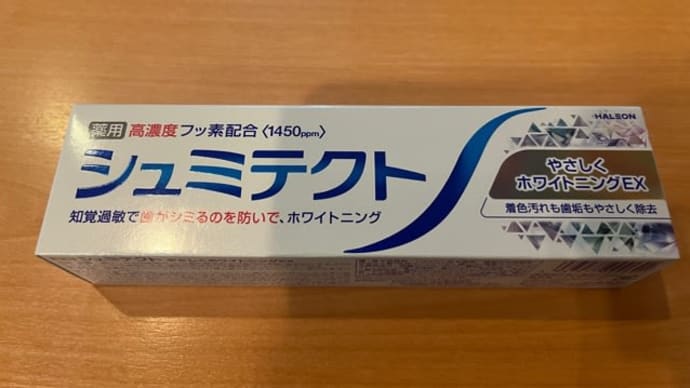 薬用 高濃度フッ素配合〈1450ppm〉
シュミテクト
知覚過敏で歯がシミるのを防いで、ホワイトニング
HALEON
やさしく
ホワイトニングEX
着色汚れも歯垢もやさしく除去